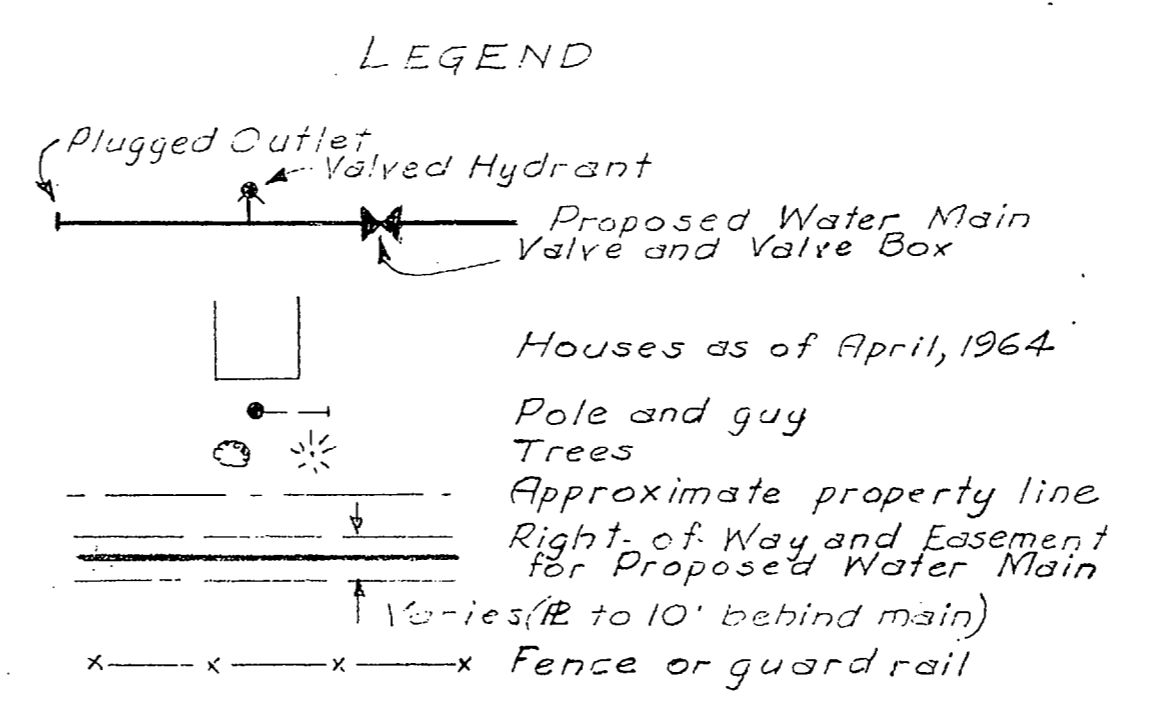 LEGEND
Plugged Outlet
Valved Hydrant
Proposed Water Main
Valve and Valve Box
Houses as of April, 1964
Pole and guy
Trees
Approximate property line
Right-of-Way and Easement
for Proposed Water Main
Varies (PL to 10' behind main)
x x x x Fence or guard rail